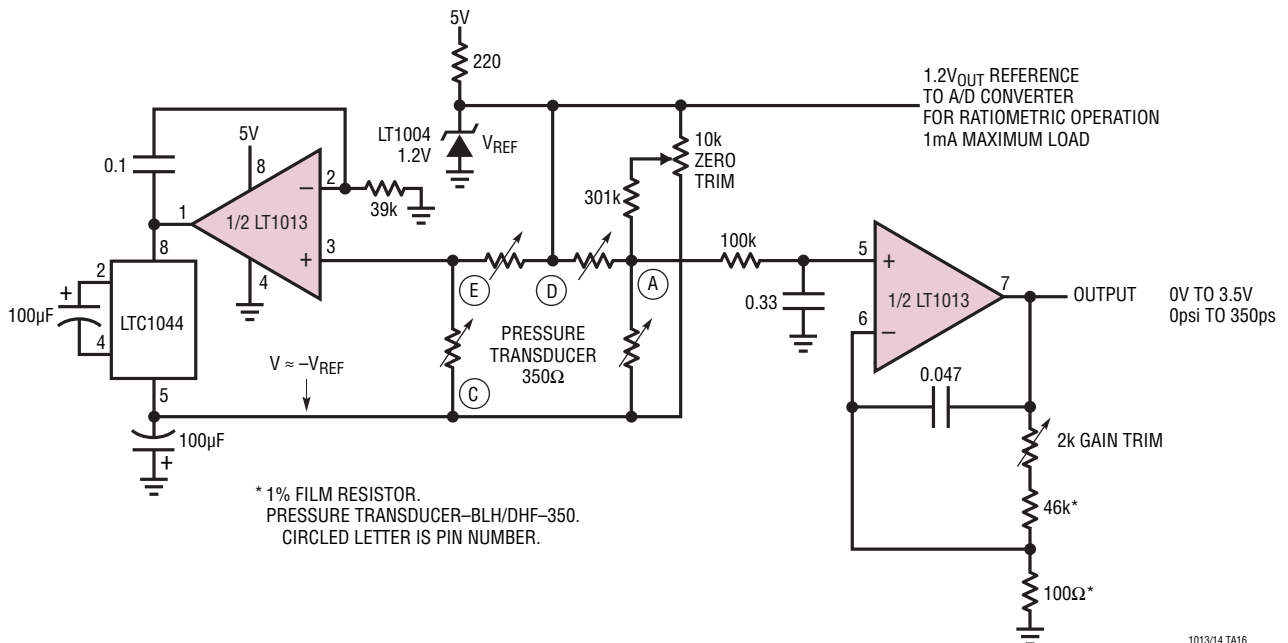 5V
220
1.2VOUT REFERENCE
TO A/D CONVERTER
FOR RATIOMETRIC OPERATION
1mA MAXIMUM LOAD
LT1004
1.2V
VREF
10k
ZERO
TRIM
0.1
5V
8
2
–
39k
1
1/2 LT1013
3
+
4
301k
8
2
+
100µF
4
LTC1044
5
E
D
A
C
PRESSURE
TRANSDUCER
350Ω
V ≈ –VREF
100µF
+
100k
0.33
5
+
1/2 LT1013
7
6
–
OUTPUT
0V TO 3.5V
0psi TO 350ps
0.047
2k GAIN TRIM
46k*
100Ω*
* 1% FILM RESISTOR.
PRESSURE TRANSDUCER–BLH/DHF–350.
CIRCLED LETTER IS PIN NUMBER.
1013/14 TA16